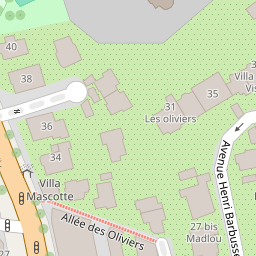 40
38
36
34
31
Les oliviers
35
Villa
Vis
Villa
Mascotte
Allée des Oliviers
27 bis
Madlou
Avenue Henri Barbusse